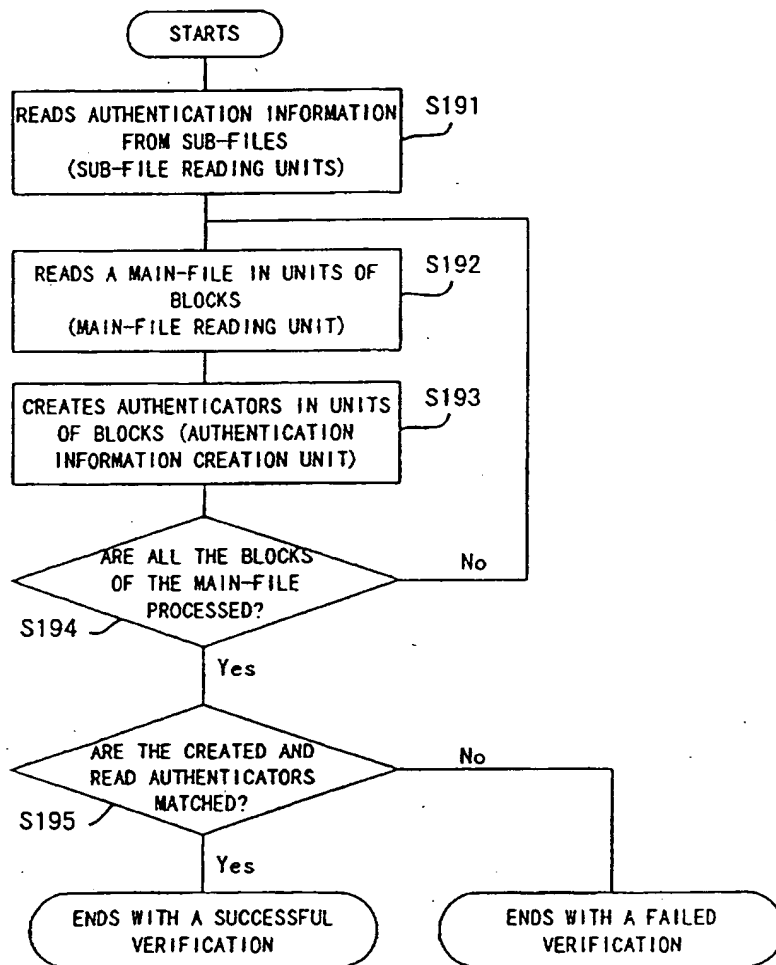 STARTS
READS AUTHENTICATION INFORMATION
FROM SUB-FILES
(SUB-FILE READING UNITS)
S191
READS A MAIN-FILE IN UNITS OF
BLOCKS
(MAIN-FILE READING UNIT)
S192
CREATES AUTHENTICATORS IN UNITS
OF BLOCKS (AUTHENTICATION
INFORMATION CREATION UNIT)
S193
ARE ALL THE BLOCKS
OF THE MAIN-FILE
PROCESSED?
No
S194
Yes
ARE THE CREATED AND
READ AUTHENTICATORS
MATCHED?
No
S195
Yes
ENDS WITH A SUCCESSFUL
VERIFICATION
ENDS WITH A FAILED
VERIFICATION